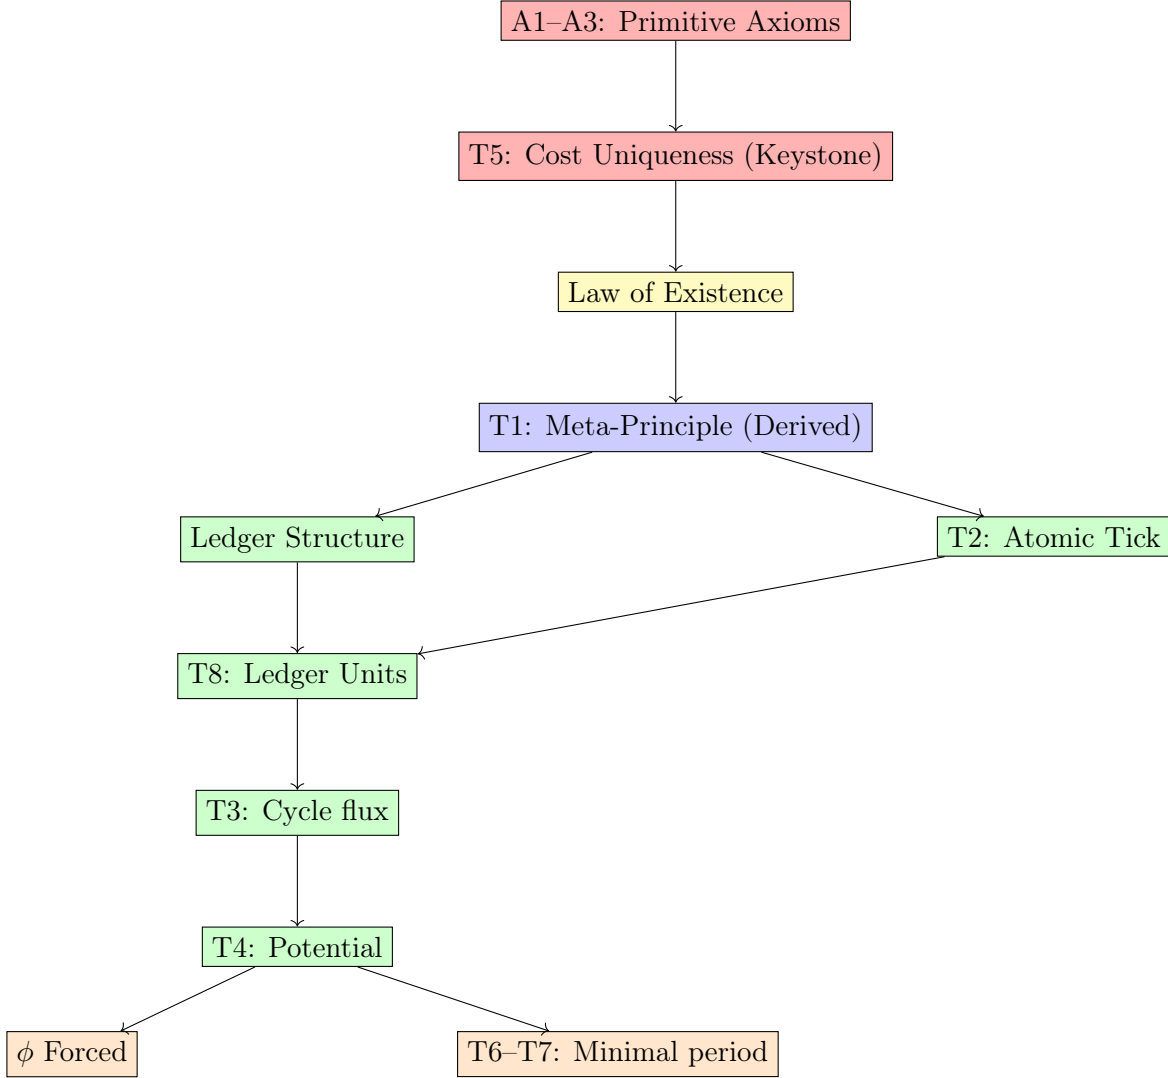 A1–A3: Primitive Axioms
T5: Cost Uniqueness (Keystone)
Law of Existence
T1: Meta-Principle (Derived)
Ledger Structure
T2: Atomic Tick
T8: Ledger Units
T3: Cycle flux
T4: Potential
ϕ Forced
T6–T7: Minimal period